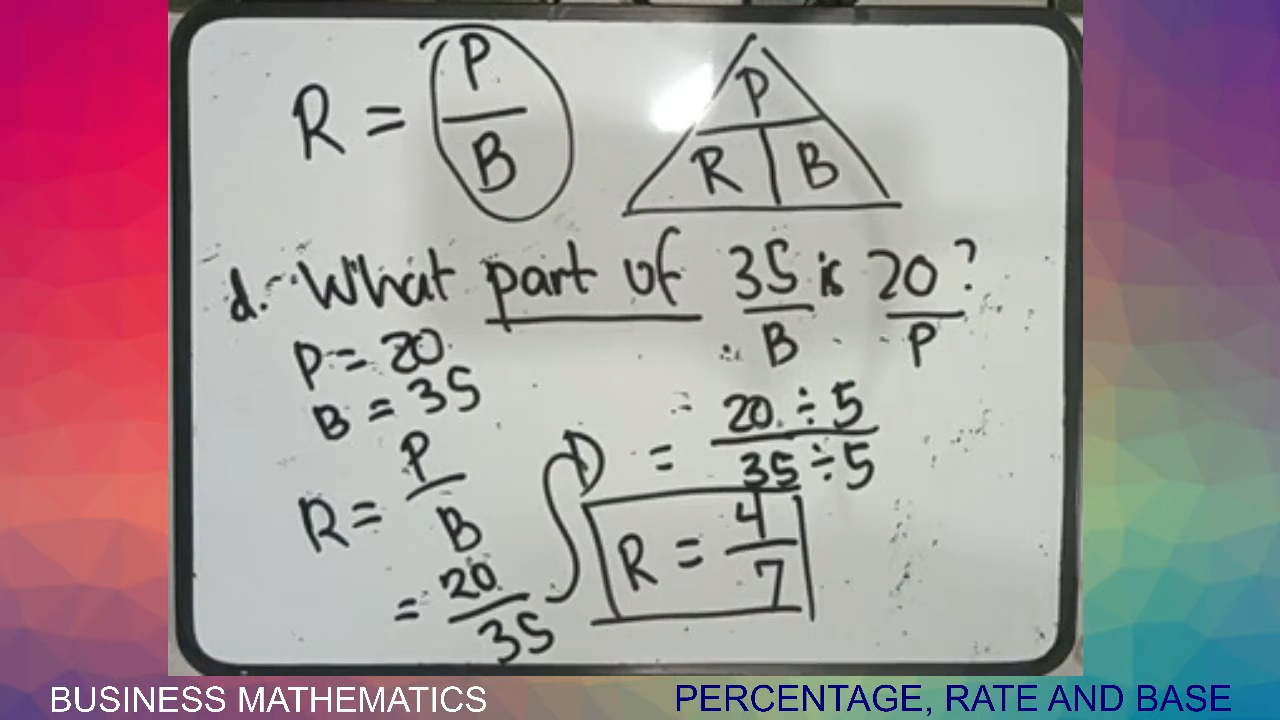 R = P/B
P
R B
d. What part of 35 is 20?
B P
P = 20
B = 35
R = P/B
= 20/35
= 20 ÷ 5 / 35 ÷ 5
R = 4/7
BUSINESS MATHEMATICS
PERCENTAGE, RATE AND BASE